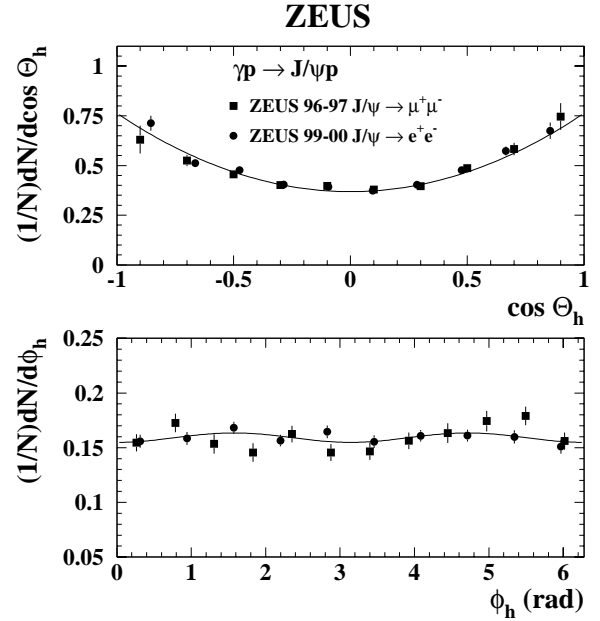 ZEUS
(1/N)dN/dcos Θh
1
0.75
0.5
0.25
0
γp → J/ψp
ZEUS 96-97 J/ψ → μ+μ-
ZEUS 99-00 J/ψ → e+e-
-1 -0.5 0 0.5 1
cos Θh
(1/N)dN/dϕh
0.25
0.2
0.15
0.1
0.05
0 1 2 3 4 5 6
ϕh (rad)